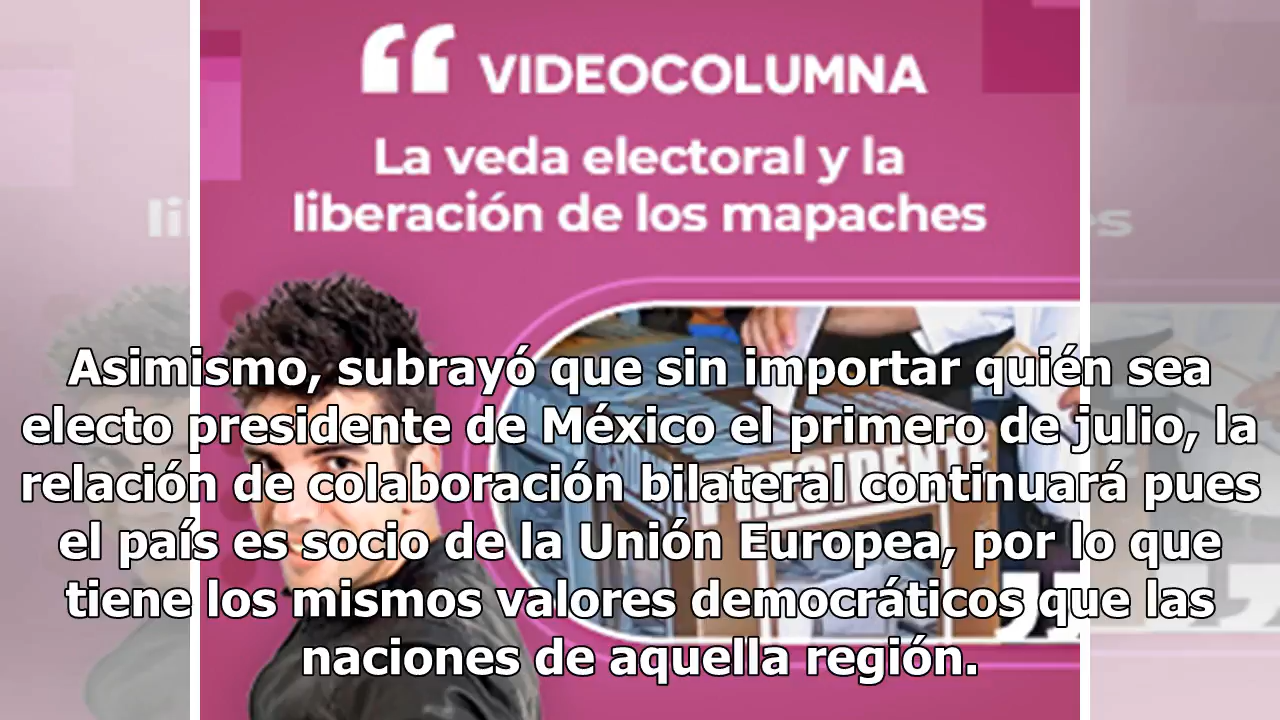 “ VIDEOCOLUMNA
La veda electoral y la
liberación de los mapaches
PRESIDENTE
Asimismo, subrayó que sin importar quién sea
electo presidente de México el primero de julio, la
relación de colaboración bilateral continuará pues
el país es socio de la Unión Europea, por lo que
tiene los mismos valores democráticos que las
naciones de aquella región.